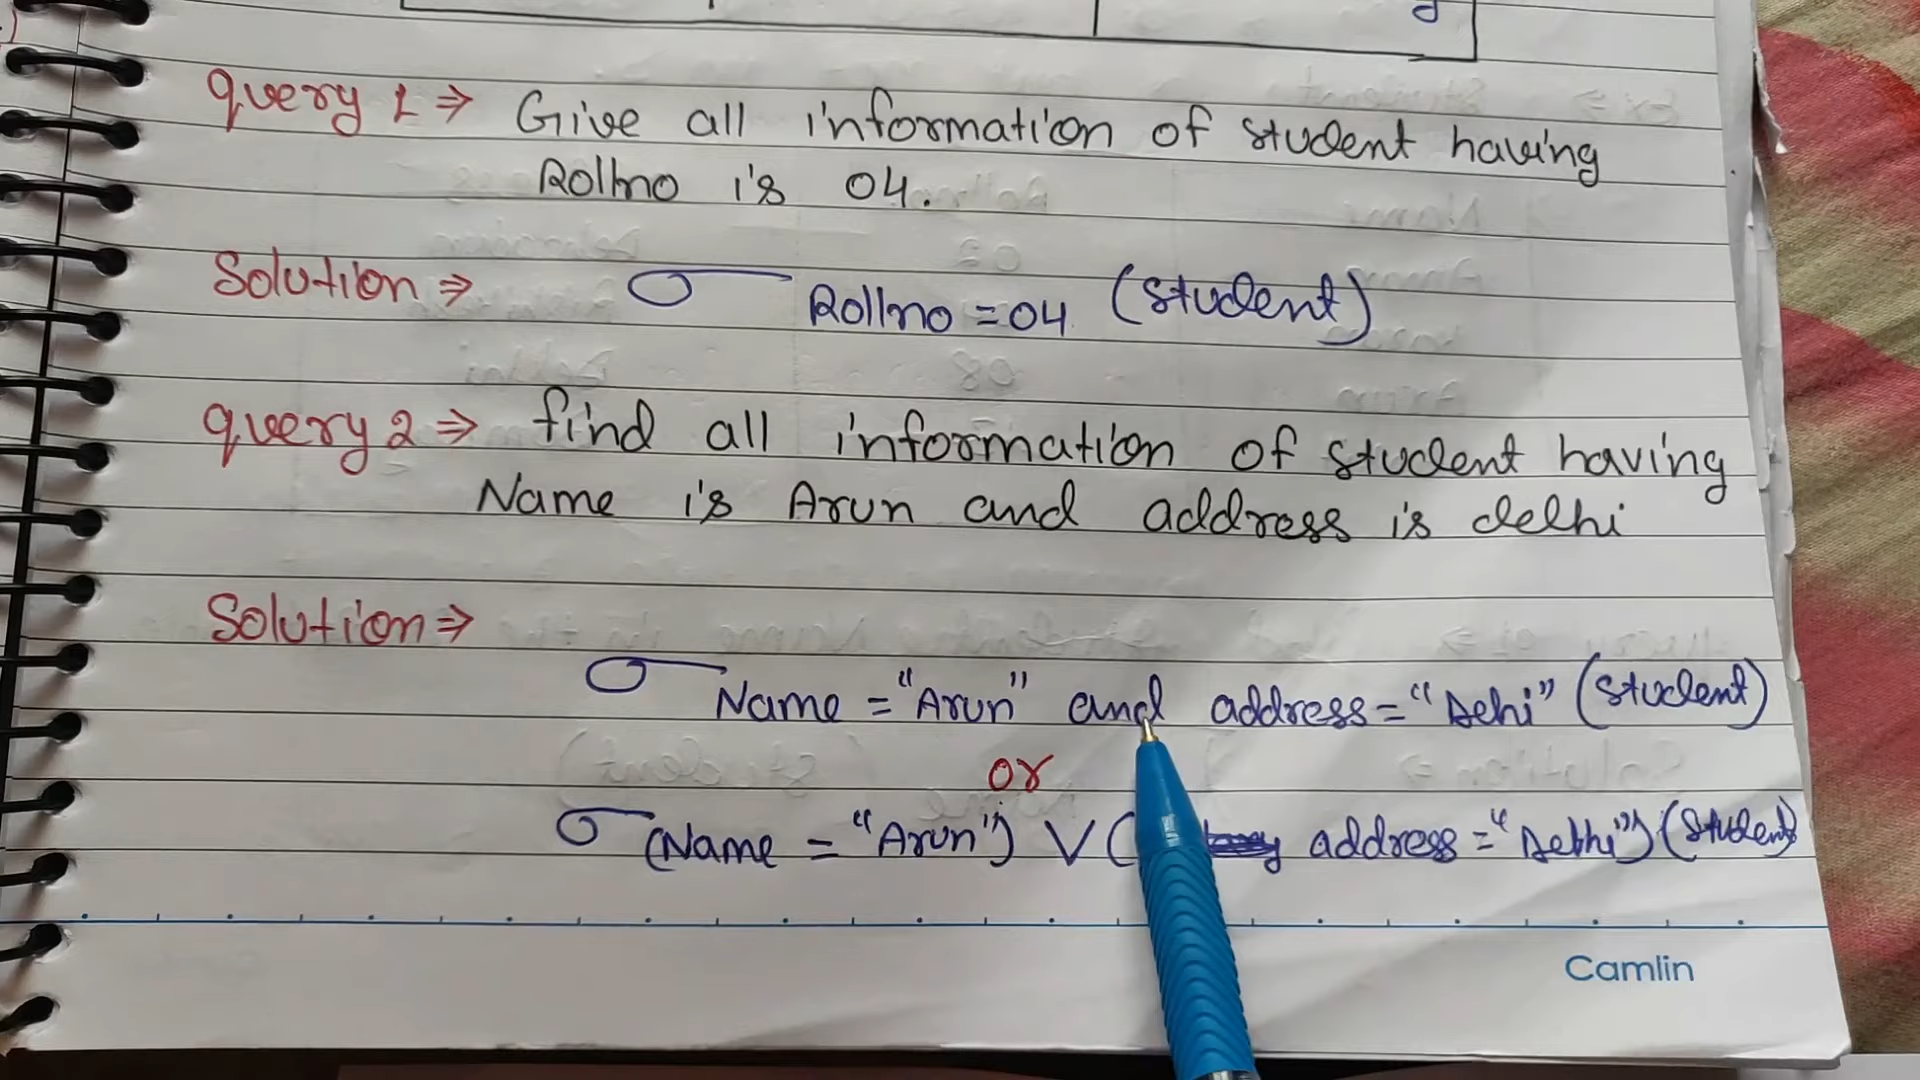 query 1 ⇒ Give all information of student having
Rollno is 04.
Solution ⇒ σ Rollno = 04 (Student)
query 2 ⇒ find all information of student having
Name is Arun and address is delhi
Solution ⇒
σ Name = "Arun" and address = "Delhi" (Student)
or
σ (Name = "Arun") ∨ ( address = "Delhi") (Student)
Camlin